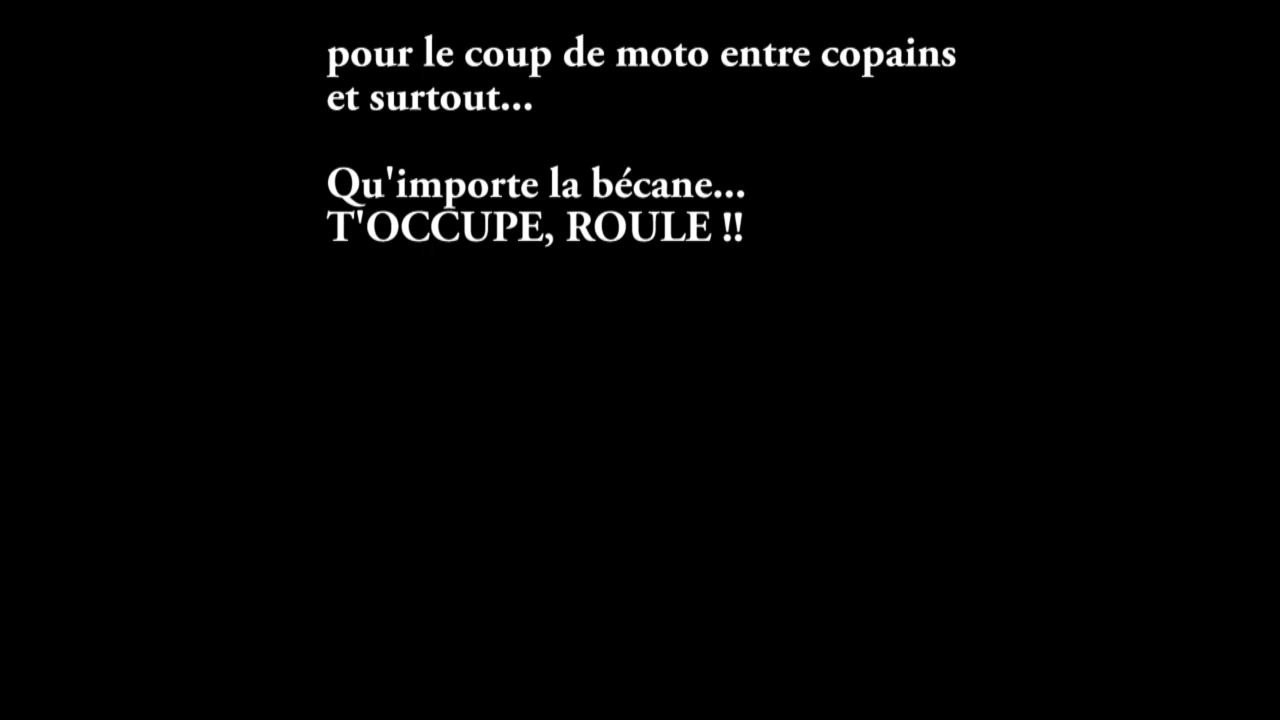 pour le coup de moto entre copains
et surtout...
Qu'importe la bécane...
T'OCCUPE, ROULE !!